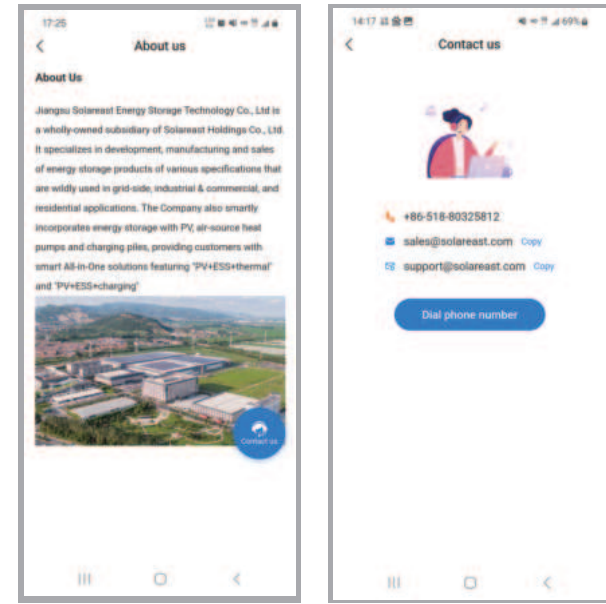 17:25
About us
About Us
Jiangsu Solareast Energy Storage Technology Co., Ltd is
a wholly-owned subsidiary of Solareast Holdings Co., Ltd.
It specializes in development, manufacturing and sales
of energy storage products of various specifications that
are wildly used in grid-side, industrial & commercial, and
residential applications. The Company also smartly
incorporates energy storage with PV, air-source heat
pumps and charging piles, providing customers with
smart All-in-One solutions featuring "PV+ESS+thermal"
and "PV+ESS+charging"
Contact us
14:17
69%
Contact us
+86-518-80325812
sales@solareast.com Copy
support@solareast.com Copy
Dial phone number